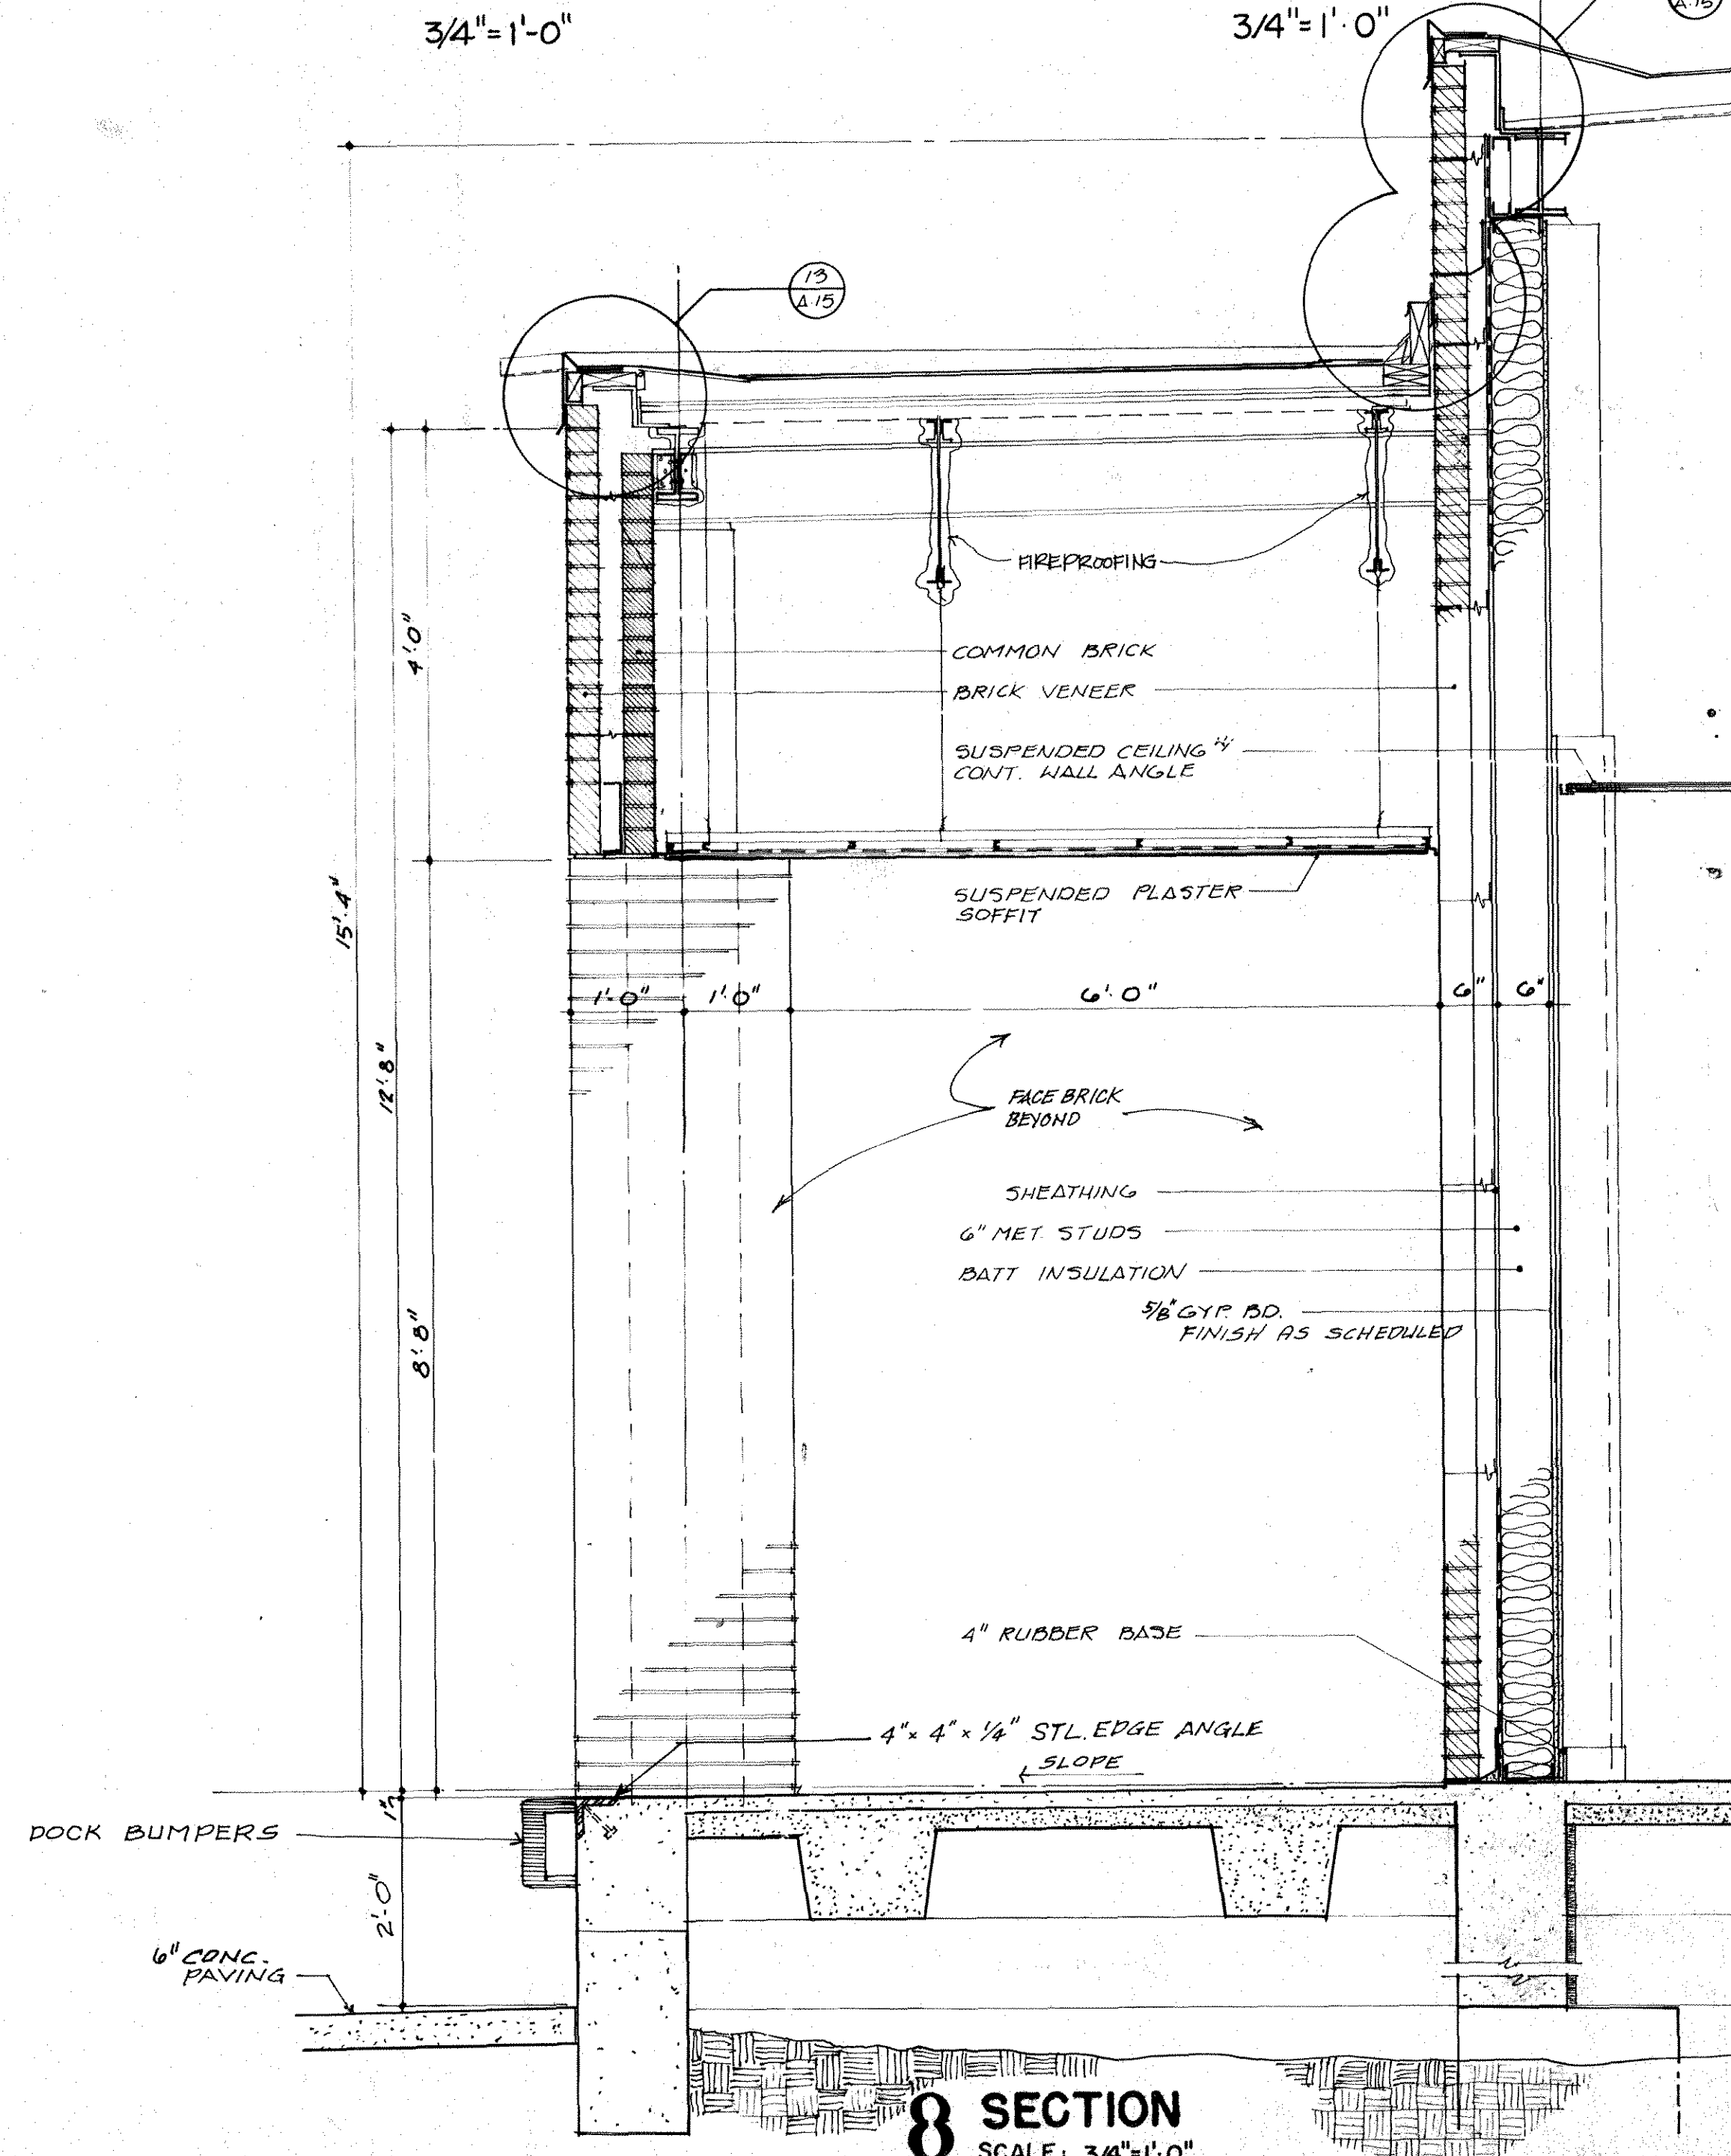 3/4"=1'-0"
3/4"=1'-0"
A.15
13
A.15
FIREPROOFING
4'-0"
COMMON BRICK
BRICK VENEER
SUSPENDED CEILING W/
CONT. WALL ANGLE
SUSPENDED PLASTER
SOFFIT
15'-4"
1'-0"
1'-0"
6'-0"
6"
6"
12'-8"
FACE BRICK
BEYOND
SHEATHING
6" MET. STUDS
BATT INSULATION
5/8" GYP. BD.
FINISH AS SCHEDULED
8'-8"
4" RUBBER BASE
4" x 4" x 1/4" STL. EDGE ANGLE
SLOPE
1"
DOCK BUMPERS
2'-0"
6" CONC.
PAVING
8 SECTION
SCALE: 3/4"=1'-0"